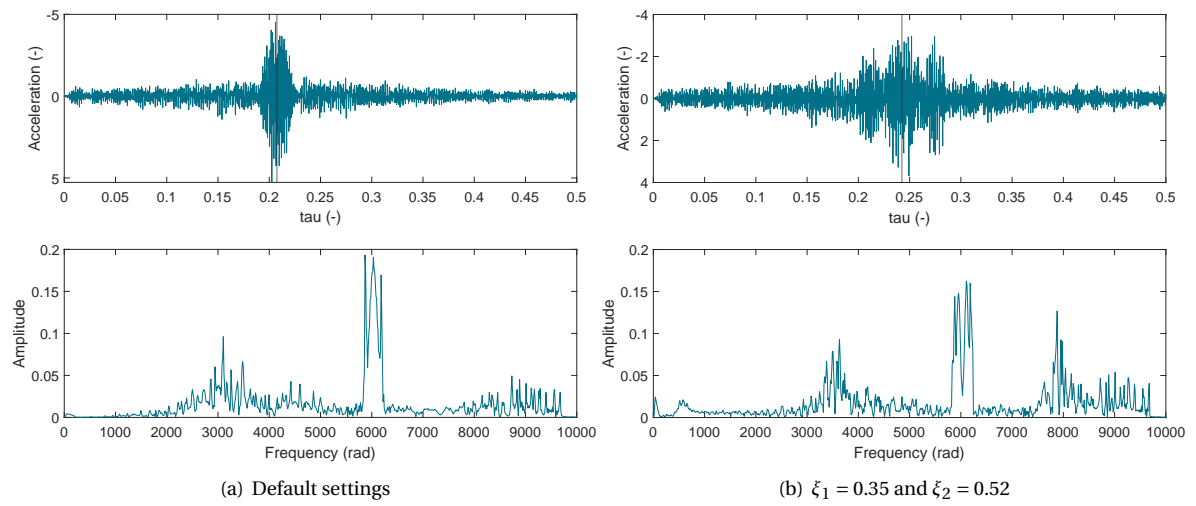 -5
0
5
Acceleration (-)
0 0.05 0.1 0.15 0.2 0.25 0.3 0.35 0.4 0.45 0.5
tau (-)
0.2
0.15
0.1
0.05
0
Amplitude
0 1000 2000 3000 4000 5000 6000 7000 8000 9000 10000
Frequency (rad)
(a) Default settings
-4
-2
0
2
4
Acceleration (-)
0 0.05 0.1 0.15 0.2 0.25 0.3 0.35 0.4 0.45 0.5
tau (-)
0.2
0.15
0.1
0.05
0
Amplitude
0 1000 2000 3000 4000 5000 6000 7000 8000 9000 10000
Frequency (rad)
(b) ξ₁ = 0.35 and ξ₂ = 0.52